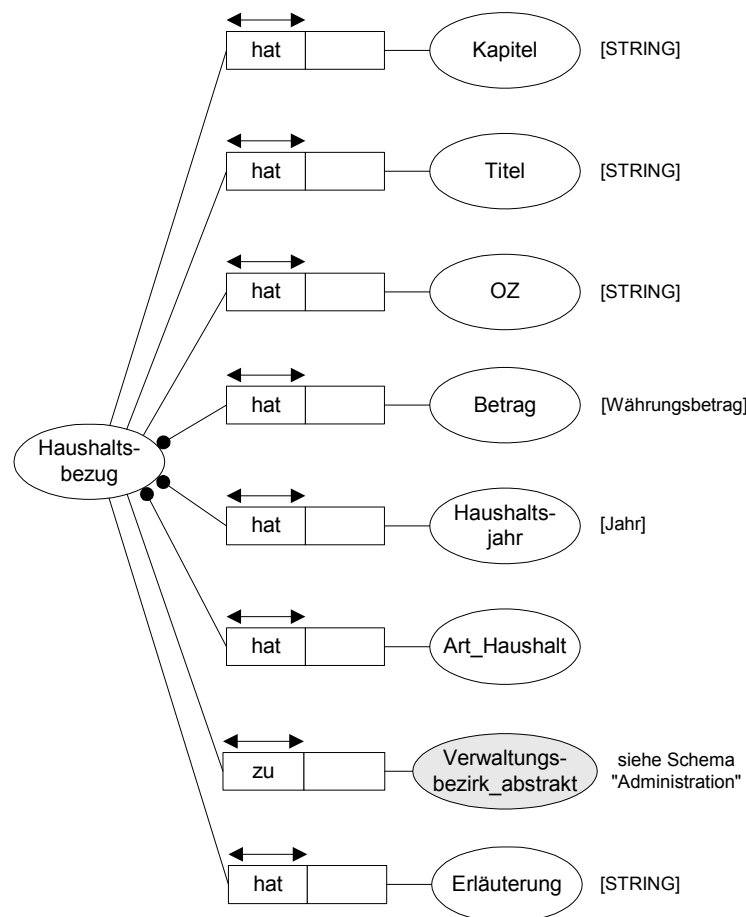 hat
Kapitel
[STRING]
hat
Titel
[STRING]
hat
OZ
[STRING]
hat
Betrag
[Währungsbetrag]
Haushalts-
bezug
hat
Haushalts-
jahr
[Jahr]
hat
Art_Haushalt
zu
Verwaltungs-
bezirk_abstrakt
siehe Schema
"Administration"
hat
Erläuterung
[STRING]